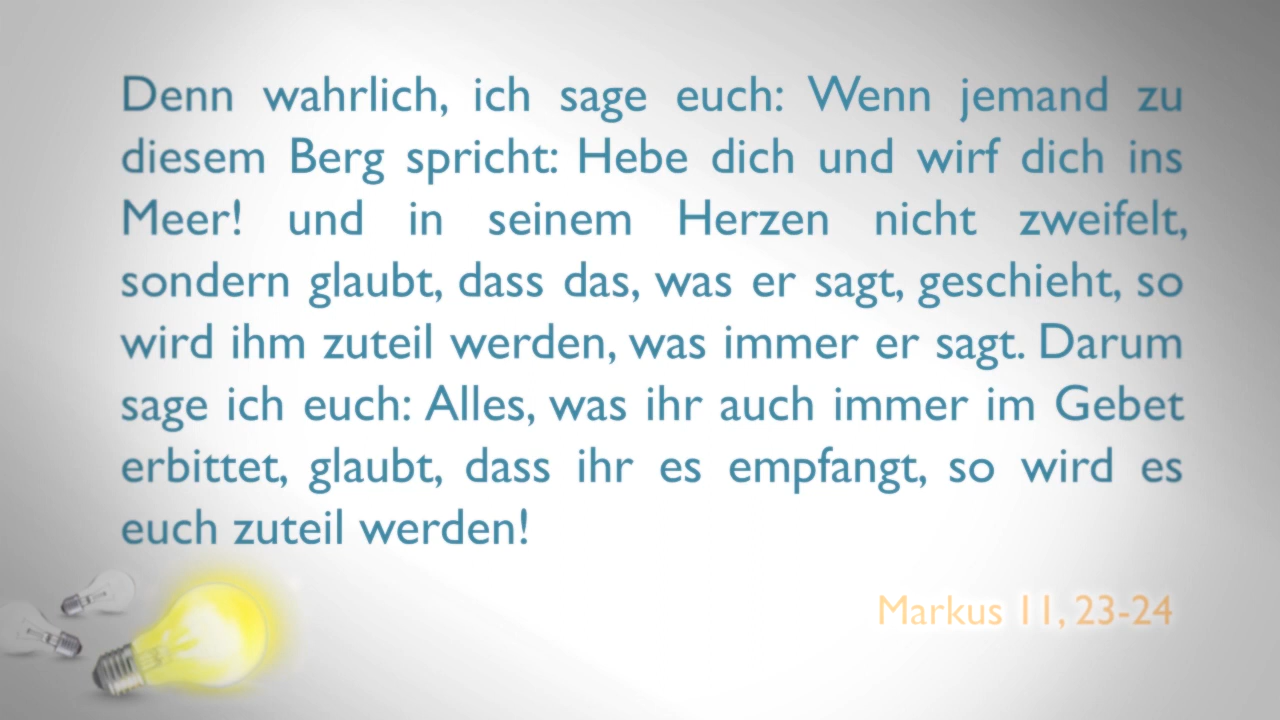 Denn wahrlich, ich sage euch: Wenn jemand zu
diesem Berg spricht: Hebe dich und wirf dich ins
Meer! und in seinem Herzen nicht zweifelt,
sondern glaubt, dass das, was er sagt, geschieht, so
wird ihm zuteil werden, was immer er sagt. Darum
sage ich euch: Alles, was ihr auch immer im Gebet
erbittet, glaubt, dass ihr es empfangt, so wird es
euch zuteil werden!
Markus 11, 23-24